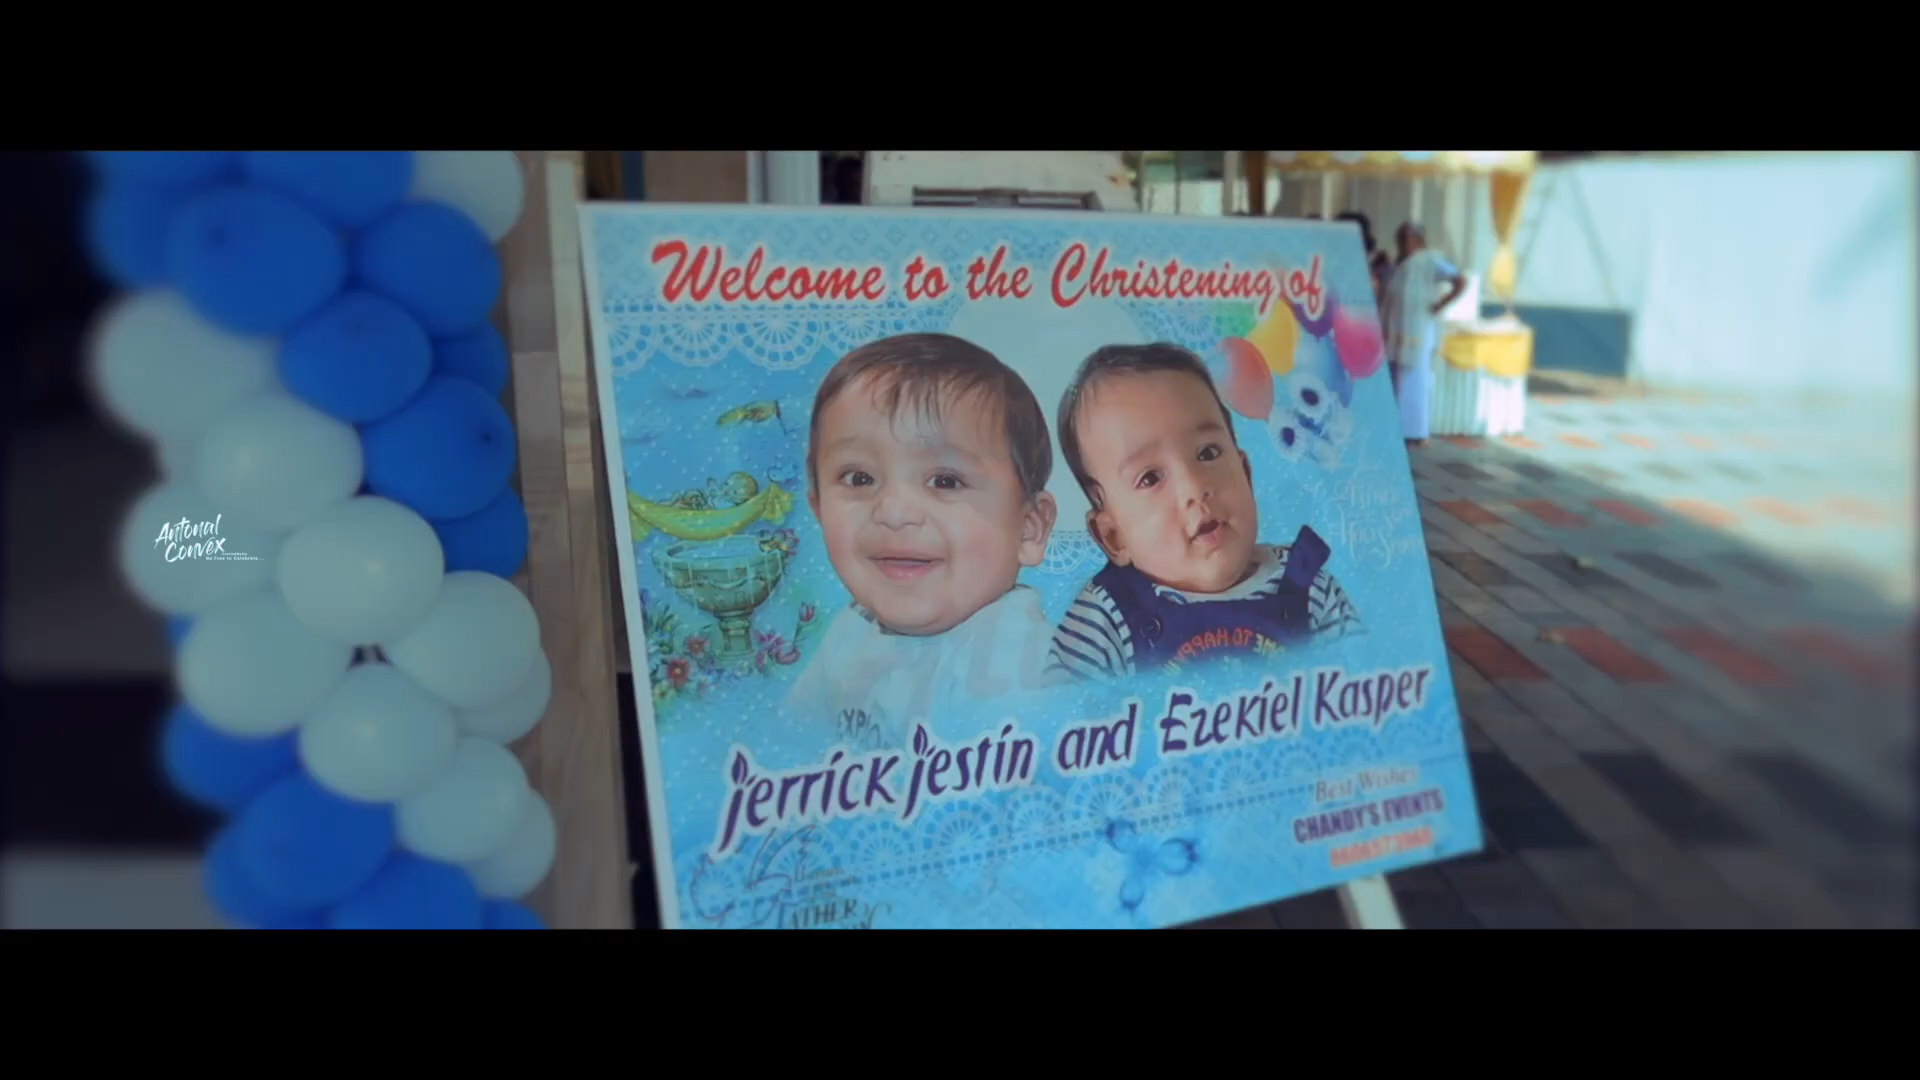 Welcome to the Christening of
Jerrick Jestin and Ezekiel Kasper
Best Wishes
CHANDY'S EVENTS
Antonal
Convex